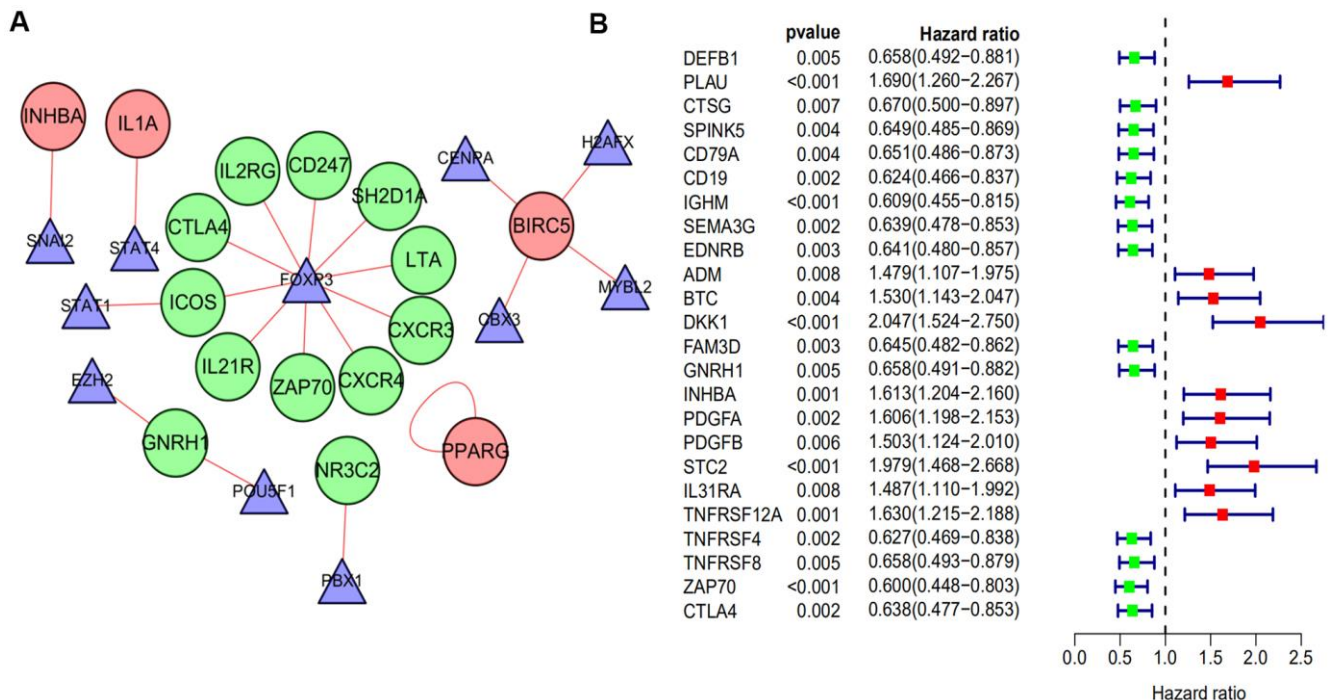 A
INHBA
IL1A
SNAI2
STAT4
IL2RG
CD247
SH2D1A
CTLA4
LTA
FOXP3
STAT1
ICOS
CXCR3
IL21R
ZAP70
CXCR4
CENPA
H2AFX
BIRC5
CBX3
MYBL2
EZH2
GNRH1
POU5F1
NR3C2
PBX1
PPARG
B
pvalue Hazard ratio
DEFB1 0.005 0.658(0.492−0.881)
PLAU <0.001 1.690(1.260−2.267)
CTSG 0.007 0.670(0.500−0.897)
SPINK5 0.004 0.649(0.485−0.869)
CD79A 0.004 0.651(0.486−0.873)
CD19 0.002 0.624(0.466−0.837)
IGHM <0.001 0.609(0.455−0.815)
SEMA3G 0.002 0.639(0.478−0.853)
EDNRB 0.003 0.641(0.480−0.857)
ADM 0.008 1.479(1.107−1.975)
BTC 0.004 1.530(1.143−2.047)
DKK1 <0.001 2.047(1.524−2.750)
FAM3D 0.003 0.645(0.482−0.862)
GNRH1 0.005 0.658(0.491−0.882)
INHBA 0.001 1.613(1.204−2.160)
PDGFA 0.002 1.606(1.198−2.153)
PDGFB 0.006 1.503(1.124−2.010)
STC2 <0.001 1.979(1.468−2.668)
IL31RA 0.008 1.487(1.110−1.992)
TNFRSF12A 0.001 1.630(1.215−2.188)
TNFRSF4 0.002 0.627(0.469−0.838)
TNFRSF8 0.005 0.658(0.493−0.879)
ZAP70 <0.001 0.600(0.448−0.803)
CTLA4 0.002 0.638(0.477−0.853)
0.0 0.5 1.0 1.5 2.0 2.5
Hazard ratio